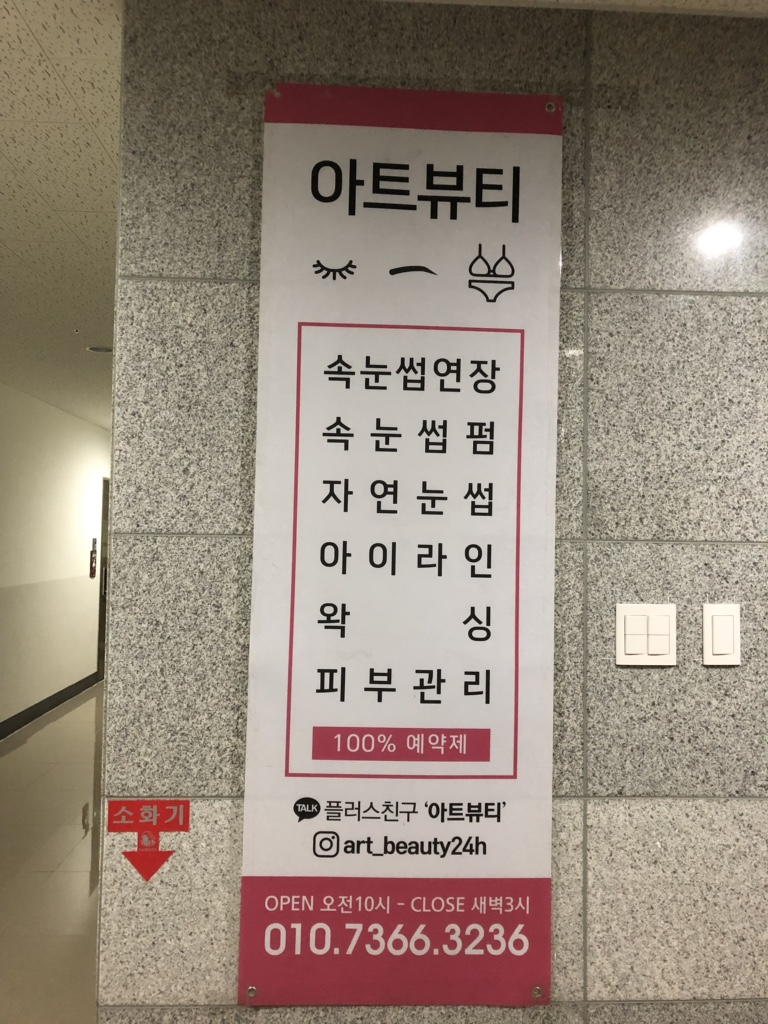 아트뷰티
속눈썹연장
속눈썹펌
자연눈썹
아이라인
왁싱
피부관리
100% 예약제
TALK 플러스친구 ‘아트뷰티’
art_beauty24h
OPEN 오전10시 - CLOSE 새벽3시
010.7366.3236
소화기